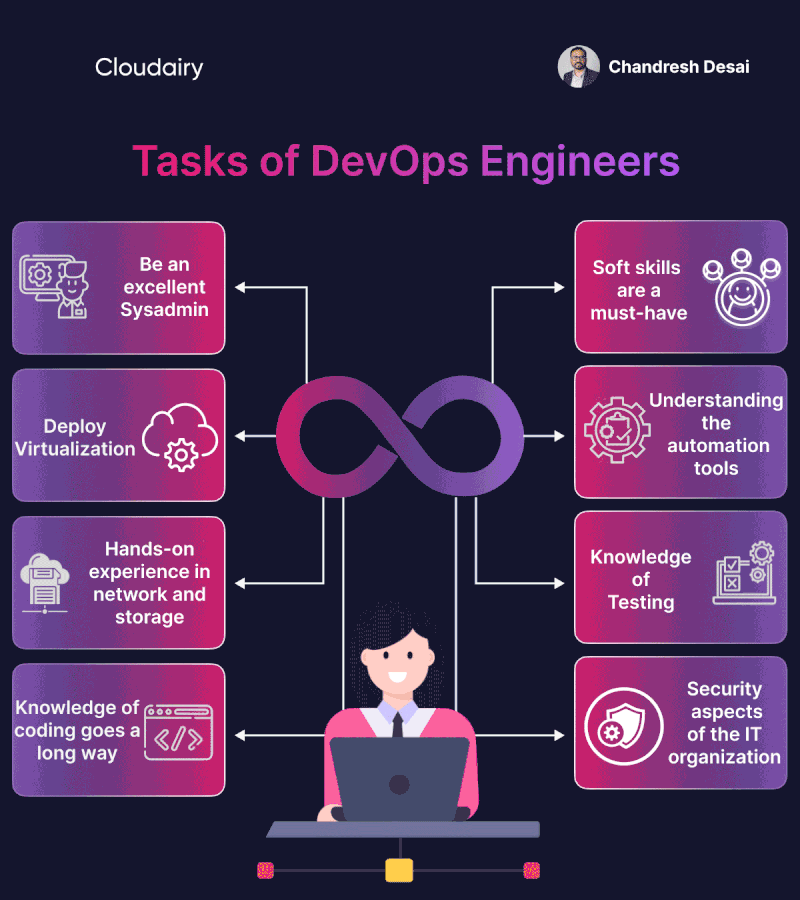 Cloudairy
Chandresh Desai
Tasks of DevOps Engineers
Be an
excellent
Sysadmin
Deploy
Virtualization
Hands-on
experience in
network and
storage
Knowledge of
coding goes a
long way
</>
Soft skills
are a
must-have
Understanding
the
automation
tools
Knowledge
of
Testing
Security
aspects
of the IT
organization